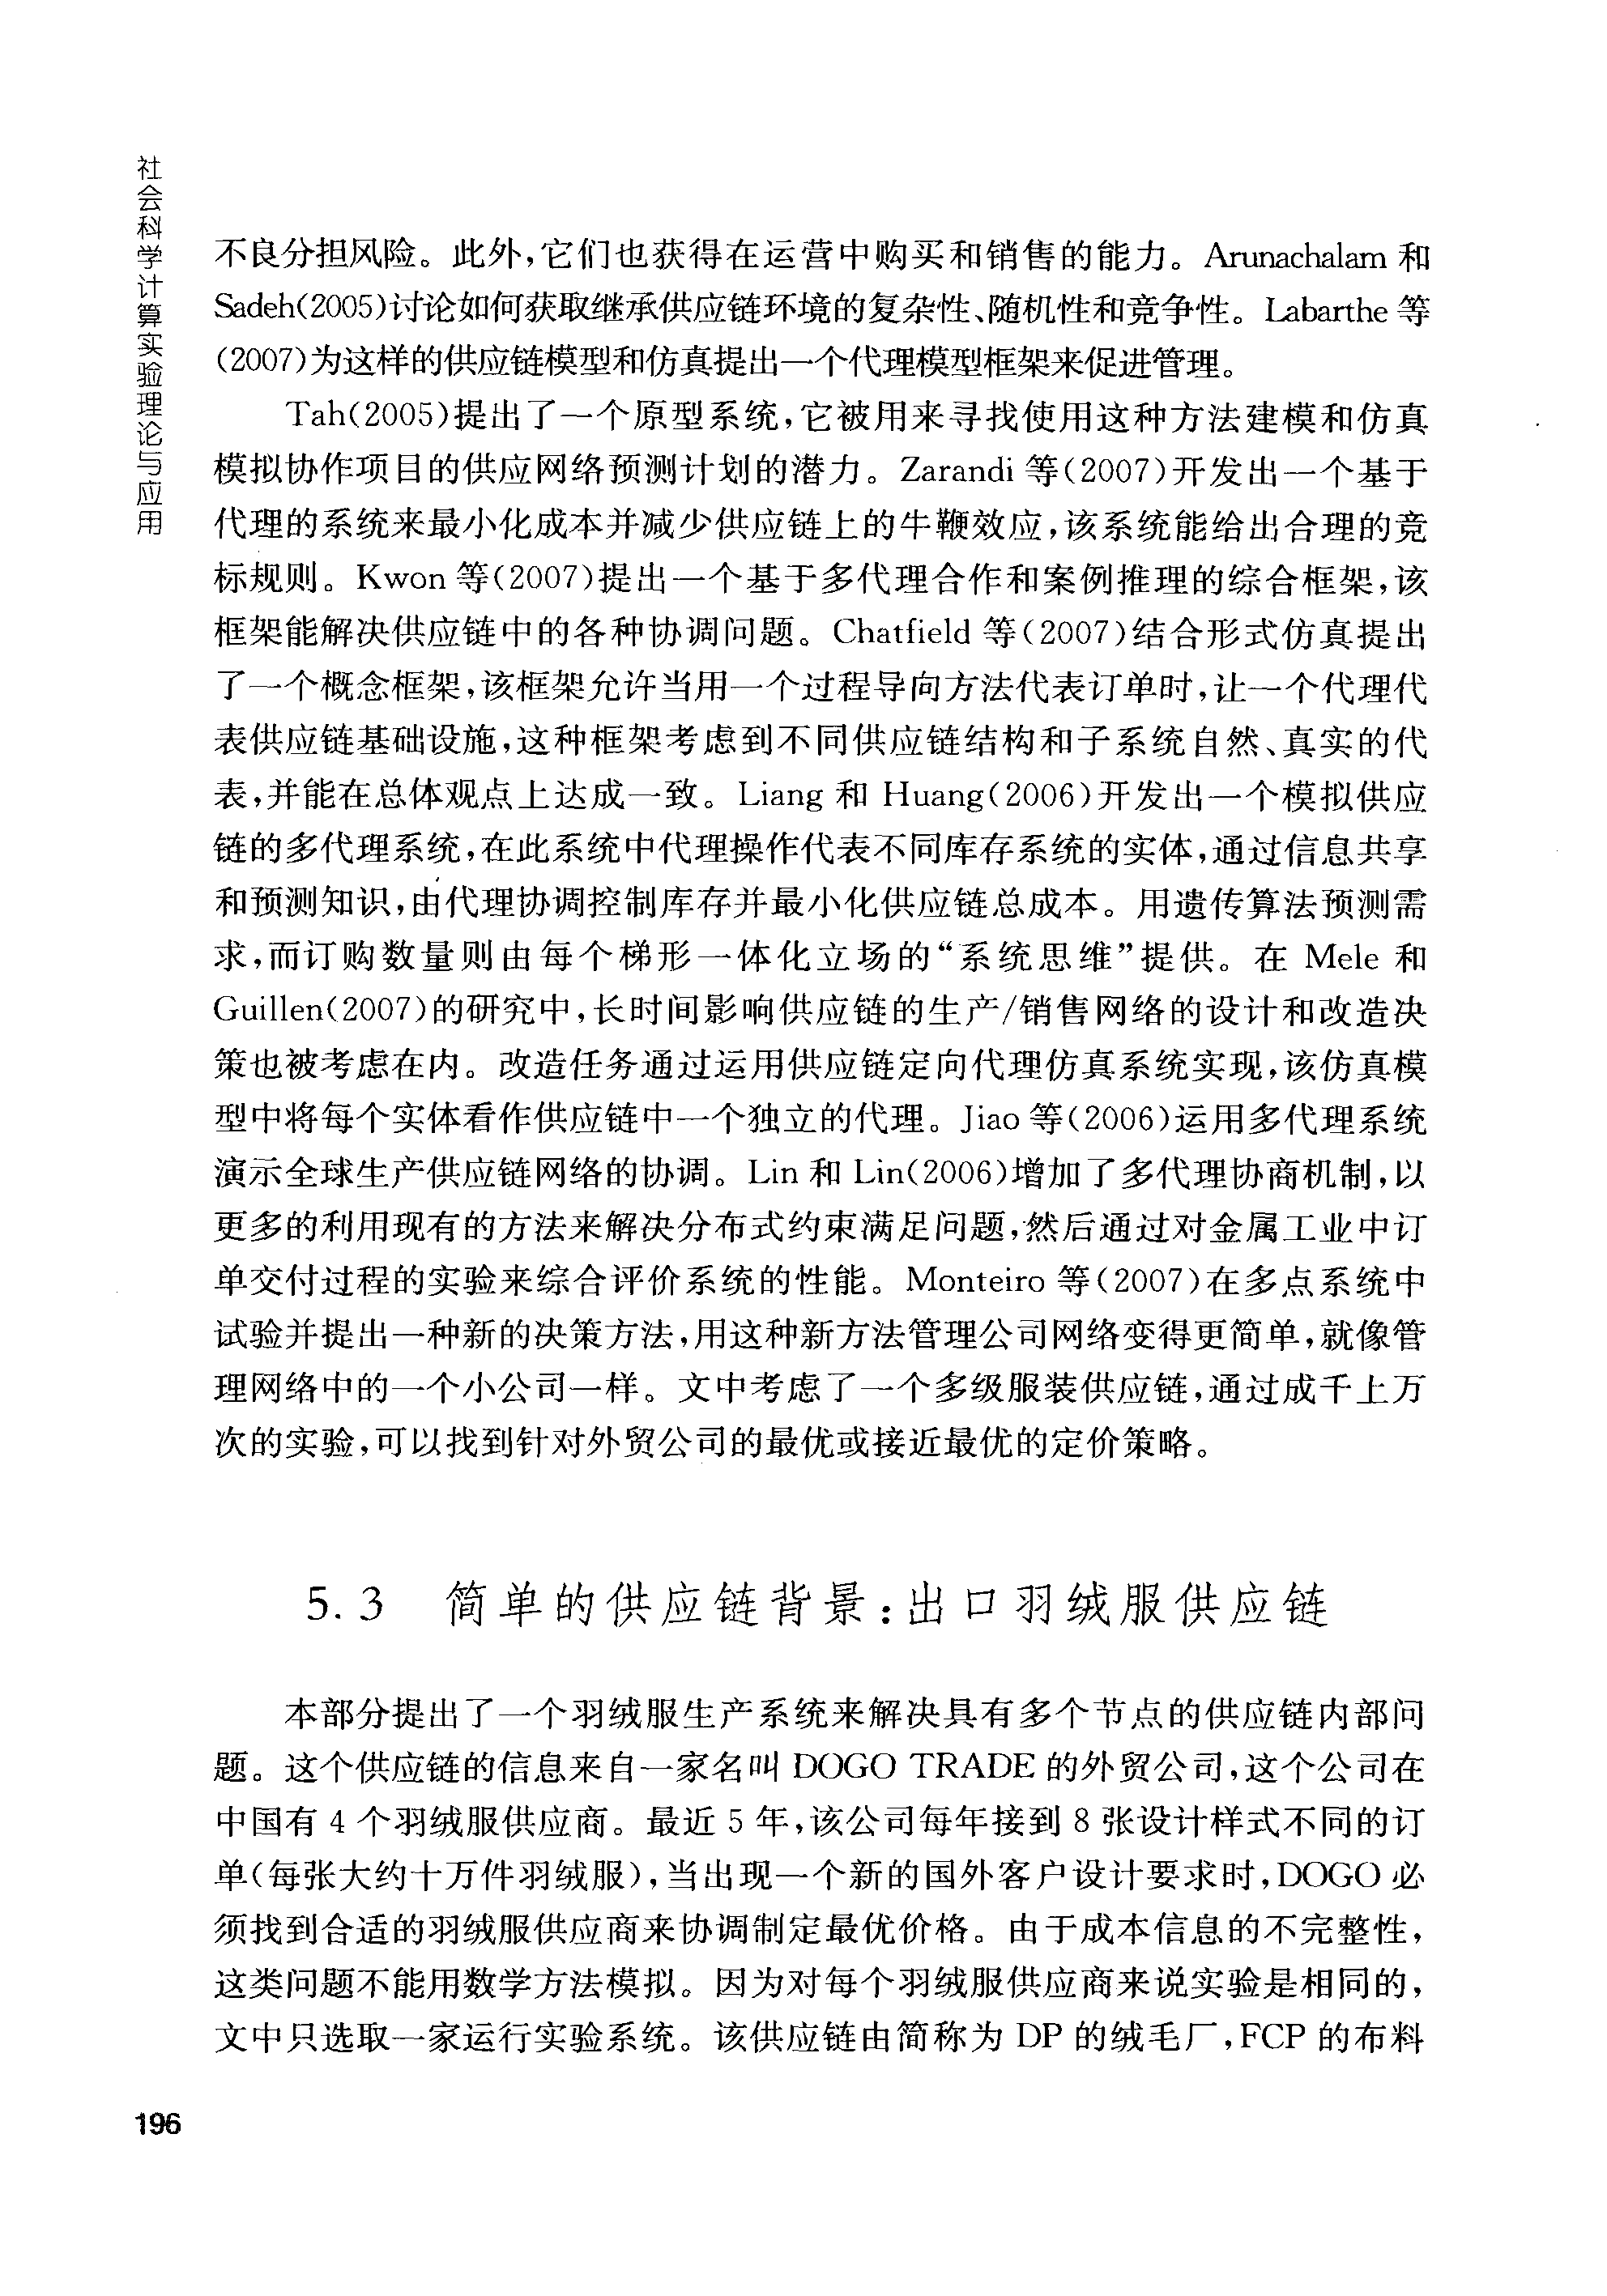 社会科学计算实验理论与应用
不良分担风险。此外,它们也获得在运营中购买和销售的能力。Arunachalam 和
Sadeh(2005)讨论如何获取继承供应链环境的复杂性、随机性和竞争性。Labarthe 等
(2007)为这样的供应链模型和仿真提出一个代理模型框架来促进管理。
Tah(2005)提出了一个原型系统,它被用来寻找使用这种方法建模和仿真
模拟协作项目的供应网络预测计划的潜力。Zarandi 等(2007)开发出一个基于
代理的系统来最小化成本并减少供应链上的牛鞭效应,该系统能给出合理的竞
标规则。Kwon 等(2007)提出一个基于多代理合作和案例推理的综合框架,该
框架能解决供应链中的各种协调问题。Chatfield 等(2007)结合形式仿真提出
了一个概念框架,该框架允许当用一个过程导向方法代表订单时,让一个代理代
表供应链基础设施,这种框架考虑到不同供应链结构和子系统自然、真实的代
表,并能在总体观点上达成一致。Liang 和 Huang(2006)开发出一个模拟供应
链的多代理系统,在此系统中代理操作代表不同库存系统的实体,通过信息共享
和预测知识,由代理协调控制库存并最小化供应链总成本。用遗传算法预测需
求,而订购数量则由每个梯形一体化立场的“系统思维”提供。在 Mele 和
Guillen(2007)的研究中,长时间影响供应链的生产/销售网络的设计和改造决
策也被考虑在内。改造任务通过运用供应链定向代理仿真系统实现,该仿真模
型中将每个实体看作供应链中一个独立的代理。Jiao 等(2006)运用多代理系统
演示全球生产供应链网络的协调。Lin 和 Lin(2006)增加了多代理协商机制,以
更多的利用现有的方法来解决分布式约束满足问题,然后通过对金属工业中订
单交付过程的实验来综合评价系统的性能。Monteiro 等(2007)在多点系统中
试验并提出一种新的决策方法,用这种新方法管理公司网络变得更简单,就像管
理网络中的一个小公司一样。文中考虑了一个多级服装供应链,通过成千上万
次的实验,可以找到针对外贸公司的最优或接近最优的定价策略。
5.3 简单的供应链背景:出口羽绒服供应链
本部分提出了一个羽绒服生产系统来解决具有多个节点的供应链内部问
题。这个供应链的信息来自一家名叫 DOGO TRADE 的外贸公司,这个公司在
中国有 4 个羽绒服供应商。最近 5 年,该公司每年接到 8 张设计样式不同的订
单(每张大约十万件羽绒服),当出现一个新的国外客户设计要求时,DOGO 必
须找到合适的羽绒服供应商来协调制定最优价格。由于成本信息的不完整性,
这类问题不能用数学方法模拟。因为对每个羽绒服供应商来说实验是相同的,
文中只选取一家运行实验系统。该供应链由简称为 DP 的绒毛厂,FCP 的布料
196